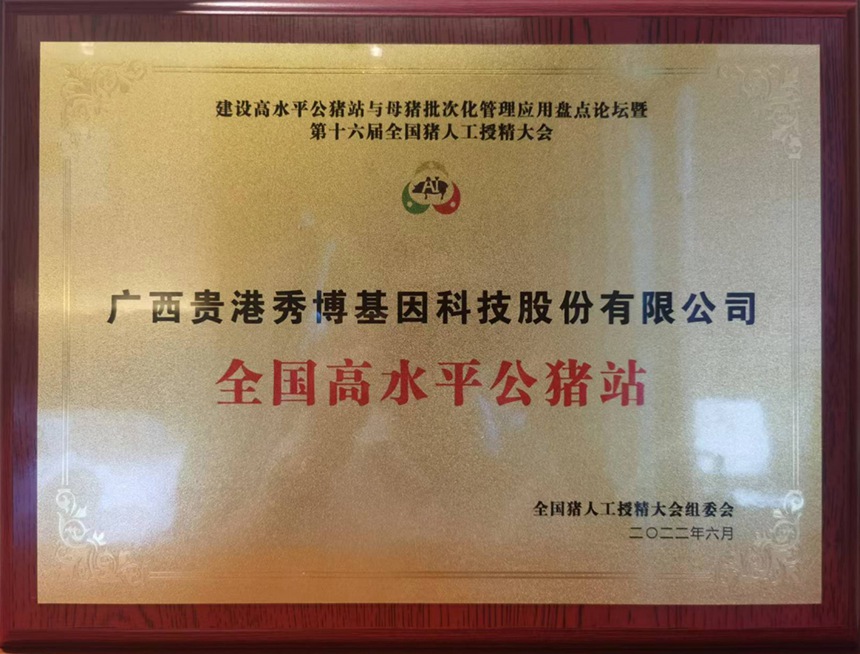 建设高水平公猪站与母猪批次化管理应用盘点论坛暨
第十六届全国猪人工授精大会
AI
广西贵港秀博基因科技股份有限公司
全国高水平公猪站
全国猪人工授精大会组委会
二〇二二年六月